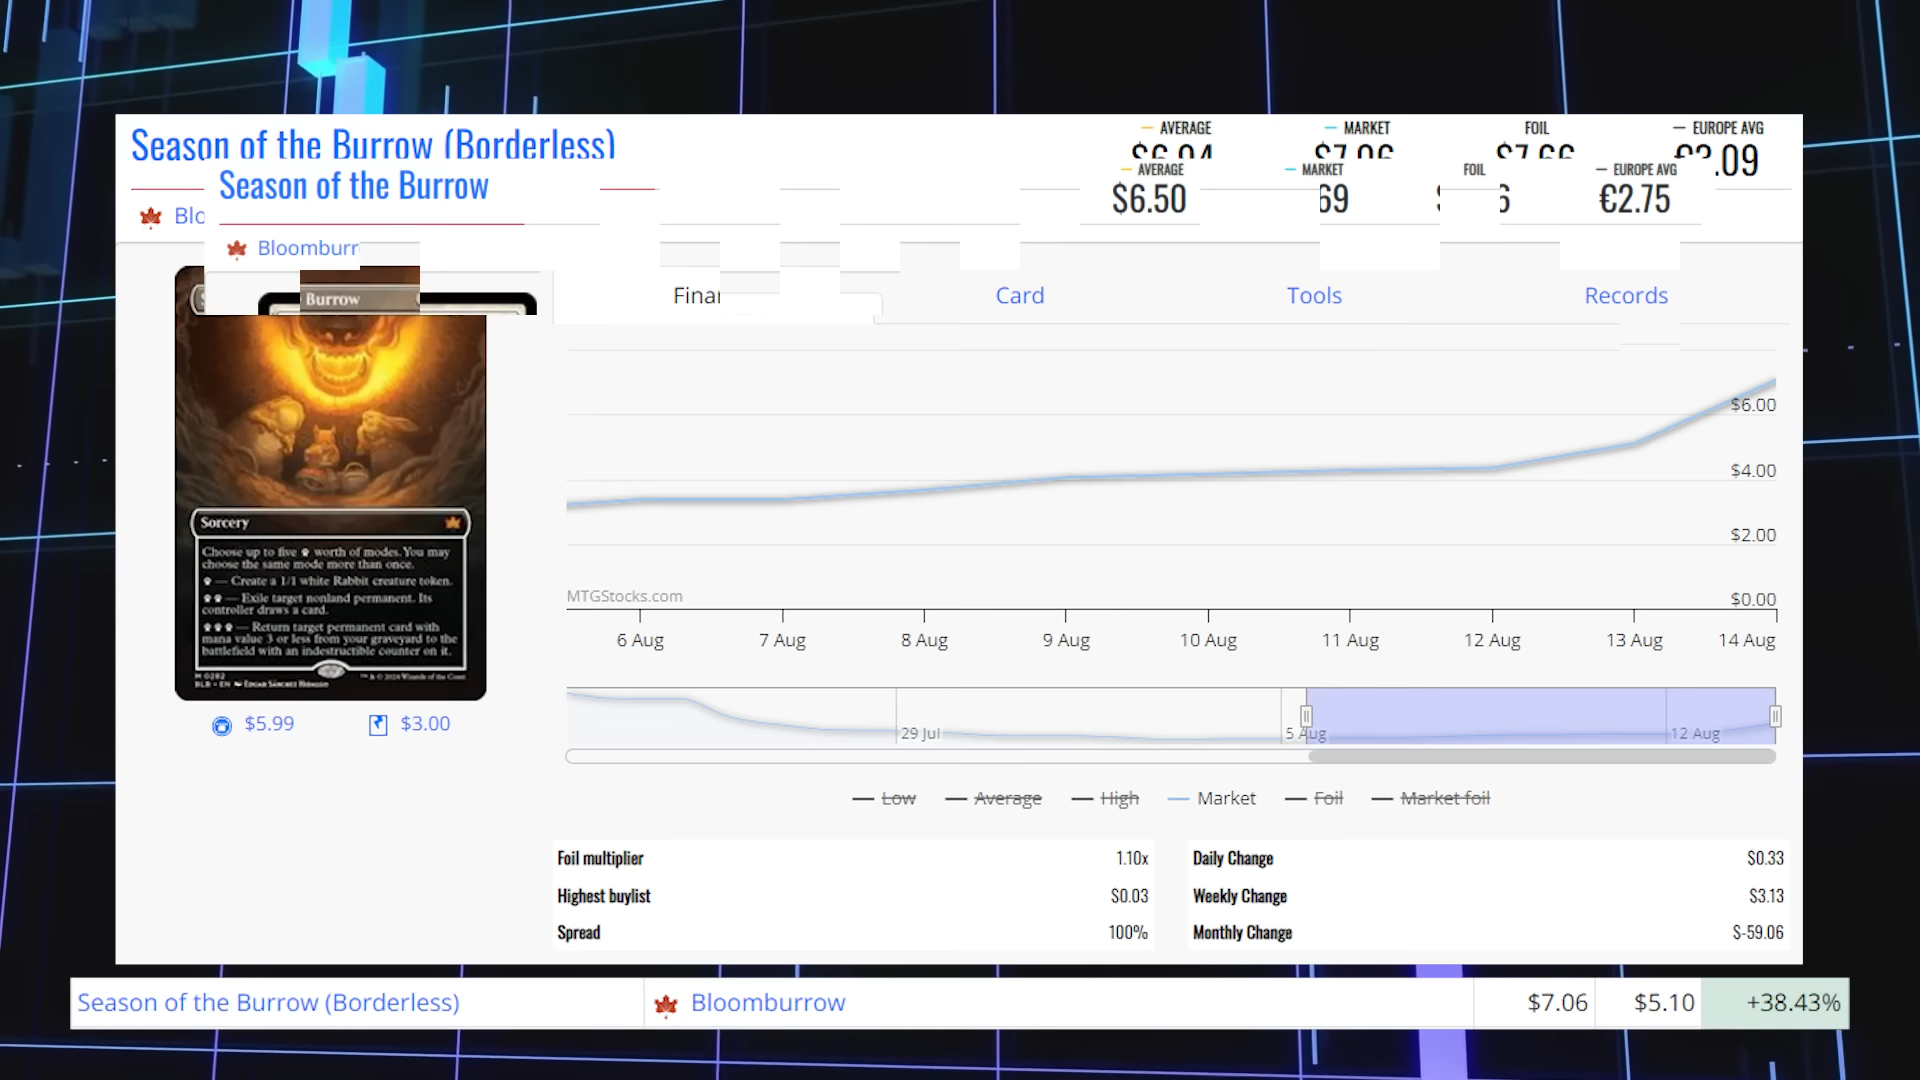 Season of the Burrow (Borderless)
AVERAGE MARKET FOIL EUROPE AVG
.09
Season of the Burrow
AVERAGE MARKET FOIL EUROPE AVG
$6.50 69 €2.75
Card Tools Records
Burrow
$6.00
$4.00
$2.00
MTGStocks.com
$0.00
6 Aug 7 Aug 8 Aug 9 Aug 10 Aug 11 Aug 12 Aug 13 Aug 14 Aug
Sorcery
Choose up to five worth of modes. You may
choose the same mode more than once.
— Create a 1/1 white Rabbit creature token.
— Exile target nonland permanent. Its
controller draws a card.
— Return target permanent card with
mana value 3 or less from your graveyard to the
battlefield with an indestructible counter on it.
M 0282
BLB • EN
$5.99 $3.00
29 Jul 5 Aug 12 Aug
Low Average High Market Foil Market foil
Foil multiplier 1.10x
Highest buylist $0.03
Spread 100%
Daily Change $0.33
Weekly Change $3.13
Monthly Change $-59.06
Season of the Burrow (Borderless) Bloomburrow $7.06 $5.10 +38.43%